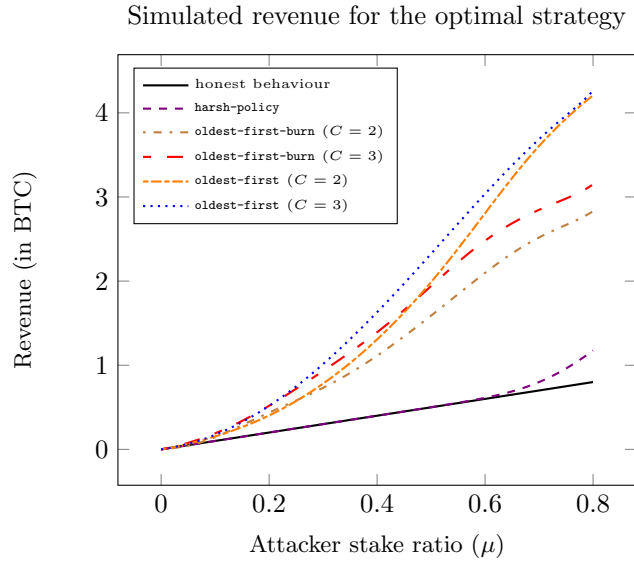 Simulated revenue for the optimal strategy
honest behaviour
harsh-policy
oldest-first-burn (C = 2)
oldest-first-burn (C = 3)
oldest-first (C = 2)
oldest-first (C = 3)
4
3
2
1
0
Revenue (in BTC)
0 0.2 0.4 0.6 0.8
Attacker stake ratio (μ)